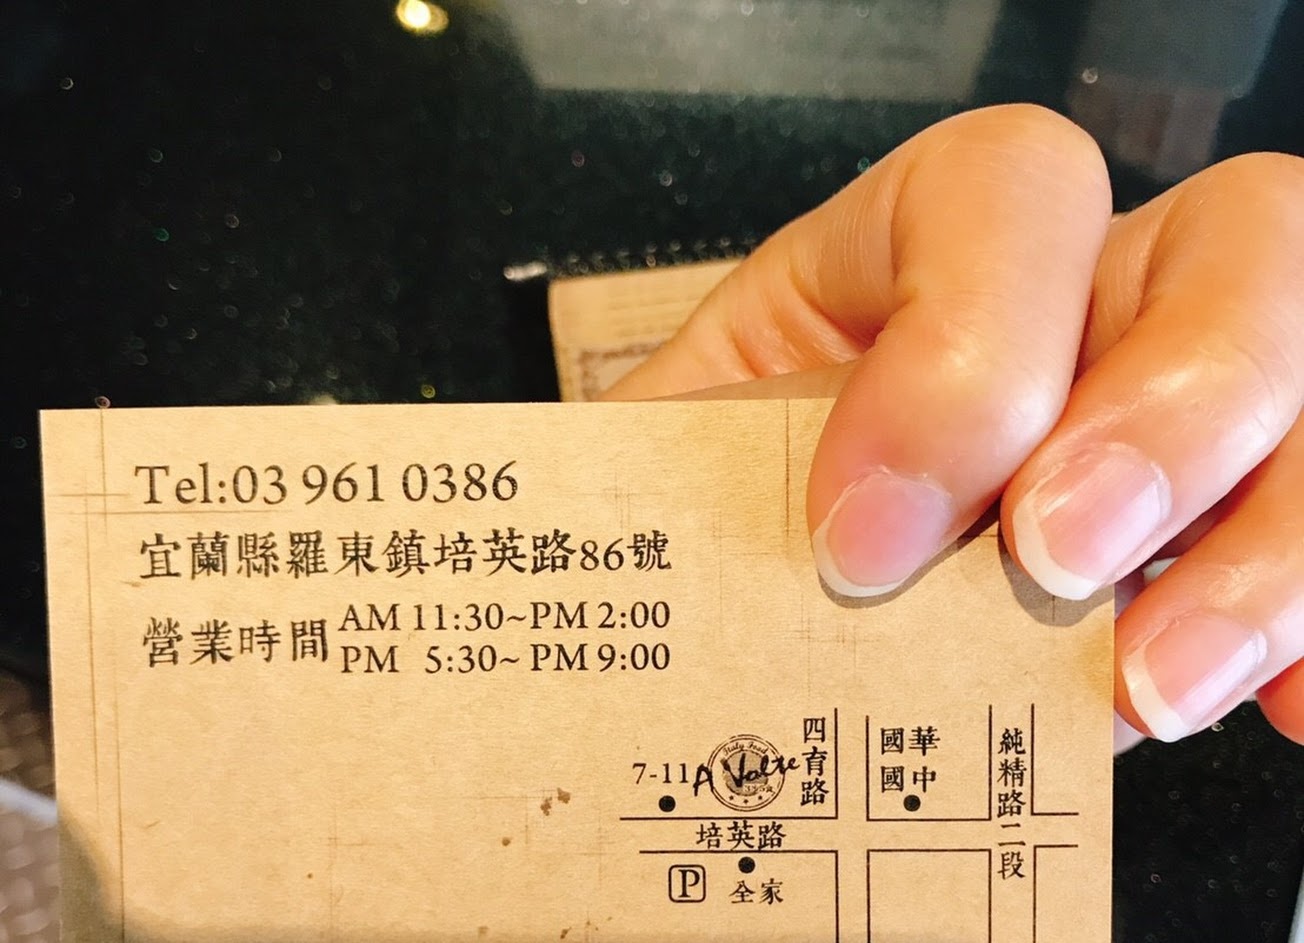 Tel:03 961 0386
宜蘭縣羅東鎮培英路86號
營業時間
AM 11:30~PM 2:00
PM 5:30~ PM 9:00
7-11
Italy Food
A Volte
四育路
國華
國中
純精路二段
培英路
P
全家